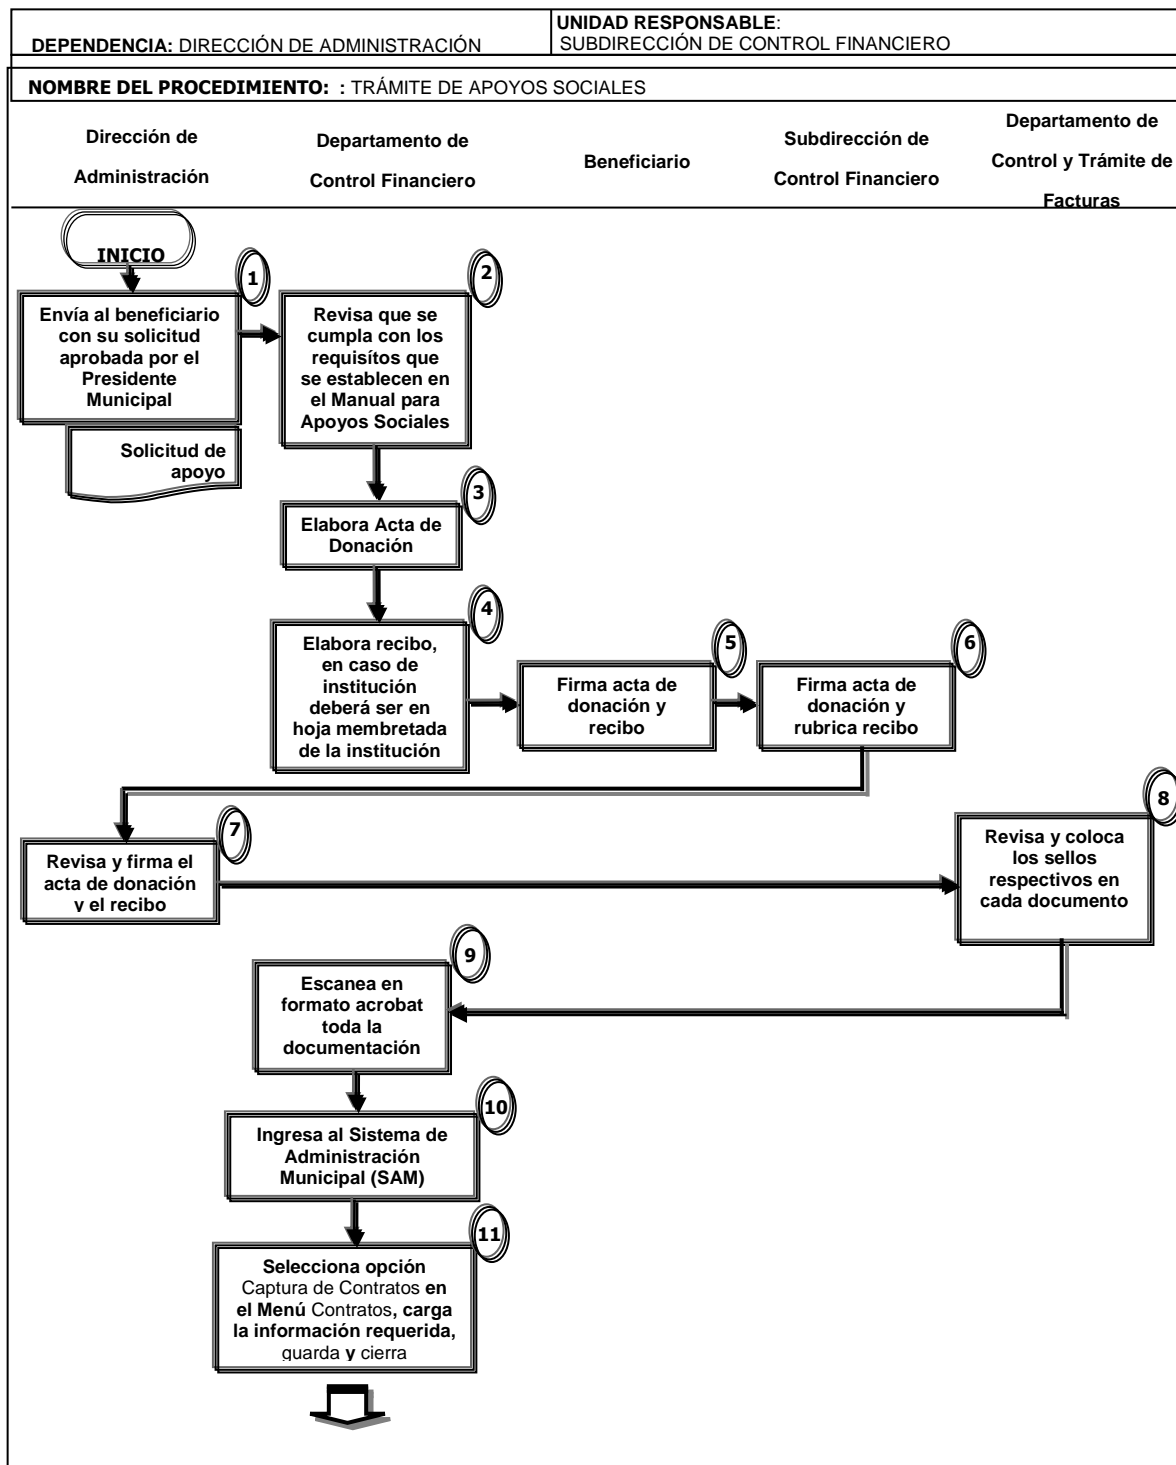 UNIDAD RESPONSABLE:
DEPENDENCIA: DIRECCIÓN DE ADMINISTRACIÓN
SUBDIRECCIÓN DE CONTROL FINANCIERO
NOMBRE DEL PROCEDIMIENTO: : TRÁMITE DE APOYOS SOCIALES
Dirección de
Administración
Departamento de
Control Financiero
Beneficiario
Subdirección de
Control Financiero
Departamento de
Control y Trámite de
Facturas
INICIO
1
Envía al beneficiario
con su solicitud
aprobada por el
Presidente
Municipal
Solicitud de
apoyo
2
Revisa que se
cumpla con los
requisítos que
se establecen en
el Manual para
Apoyos Sociales
3
Elabora Acta de
Donación
4
Elabora recibo,
en caso de
institución
deberá ser en
hoja membretada
de la institución
5
Firma acta de
donación y
recibo
6
Firma acta de
donación y
rubrica recibo
7
Revisa y firma el
acta de donación
y el recibo
8
Revisa y coloca
los sellos
respectivos en
cada documento
9
Escanea en
formato acrobat
toda la
documentación
10
Ingresa al Sistema de
Administración
Municipal (SAM)
11
Selecciona opción
Captura de Contratos en
el Menú Contratos, carga
la información requerida,
guarda y cierra